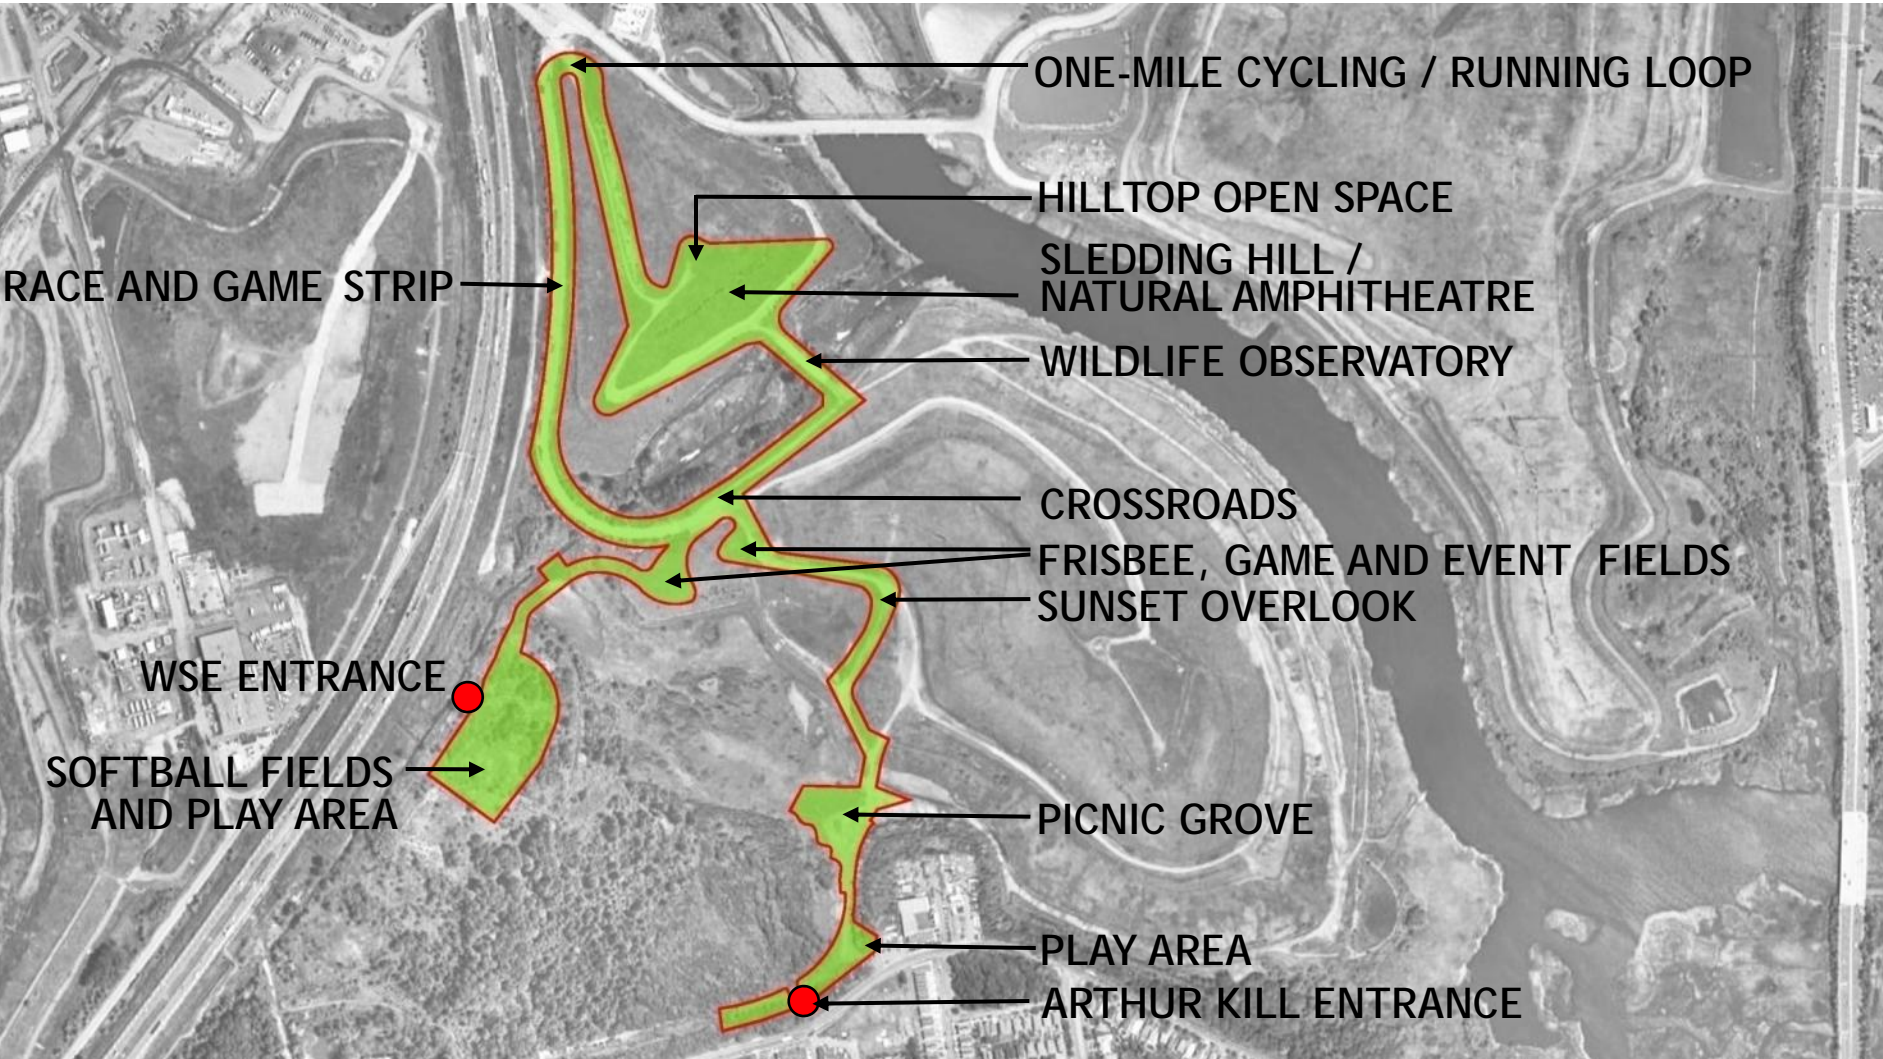 ONE-MILE CYCLING / RUNNING LOOP
HILLTOP OPEN SPACE
SLEDDING HILL /
NATURAL AMPHITHEATRE
RACE AND GAME STRIP
WILDLIFE OBSERVATORY
CROSSROADS
FRISBEE, GAME AND EVENT FIELDS
SUNSET OVERLOOK
WSE ENTRANCE
SOFTBALL FIELDS
AND PLAY AREA
PICNIC GROVE
PLAY AREA
ARTHUR KILL ENTRANCE